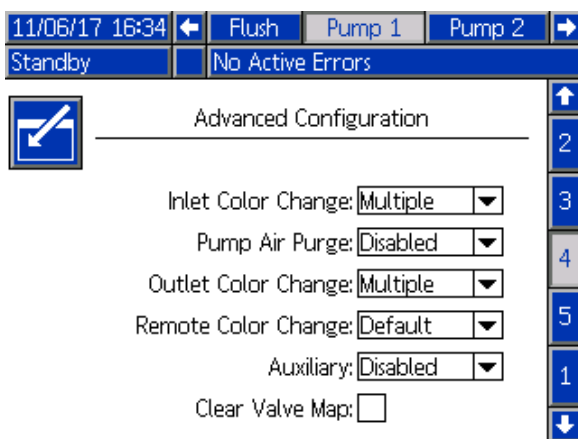 11/06/17 16:34 Flush Pump 1 Pump 2
Standby No Active Errors
Advanced Configuration
2
Inlet Color Change: Multiple
3
Pump Air Purge: Disabled
4
Outlet Color Change: Multiple
Remote Color Change: Default
5
Auxiliary: Disabled
1
Clear Valve Map: